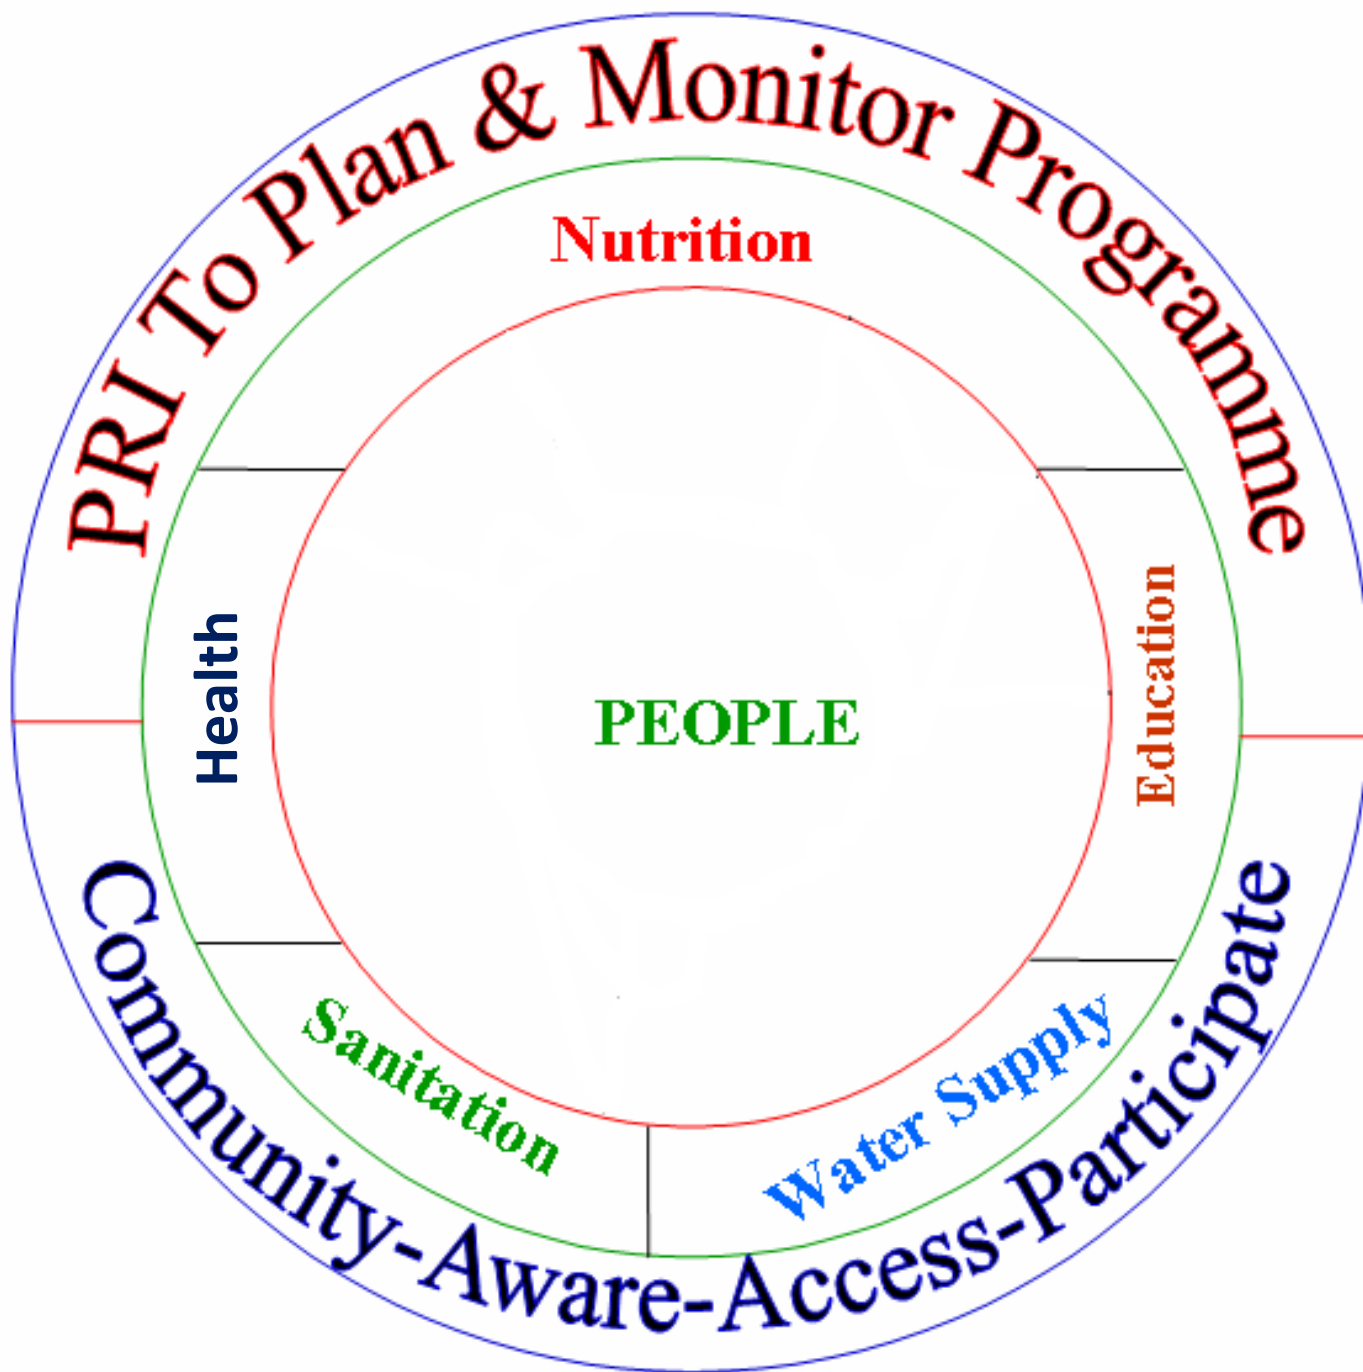 PRI To Plan & Monitor Programme
Nutrition
Health
PEOPLE
Education
Sanitation
Water Supply
Community-Aware-Access-Participate